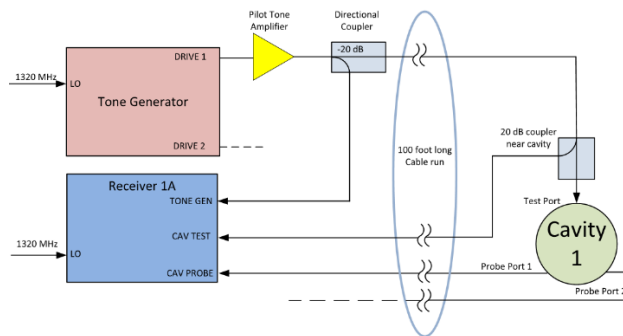 Pilot Tone
Amplifier
Directional
Coupler
-20 dB
DRIVE 1
1320 MHz
LO
Tone Generator
DRIVE 2
100 foot long
Cable run
20 dB coupler
near cavity
Receiver 1A
TONE GEN
Test Port
CAV TEST
Cavity
1
1320 MHz
LO
CAV PROBE
Probe Port 1
Probe Port 2